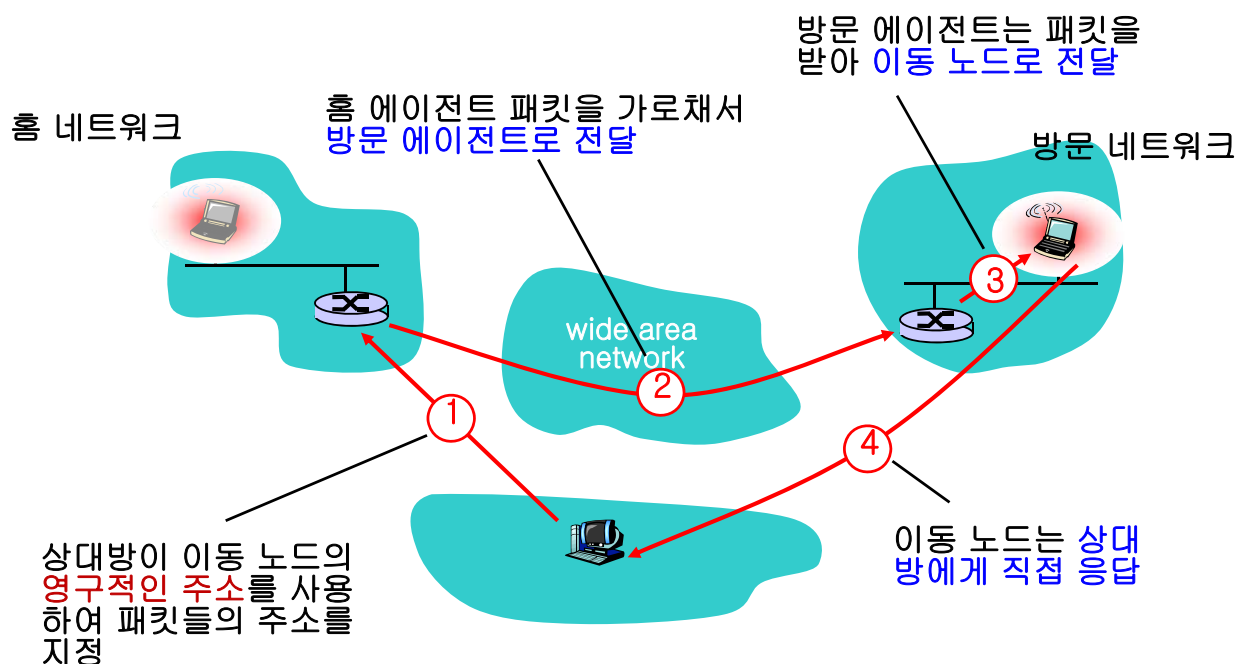 방문 에이전트는 패킷을
받아 이동 노드로 전달
홈 에이전트 패킷을 가로채서
방문 에이전트로 전달
홈 네트워크
방문 네트워크
wide area
network
3
2
1
4
상대방이 이동 노드의
영구적인 주소를 사용
하여 패킷들의 주소를
지정
이동 노드는 상대
방에게 직접 응답